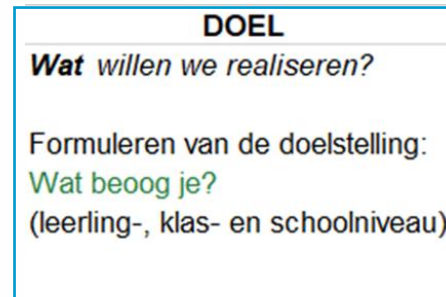 DOEL
Wat willen we realiseren?
Formuleren van de doelstelling:
Wat beoog je?
(leerling-, klas- en schoolniveau)